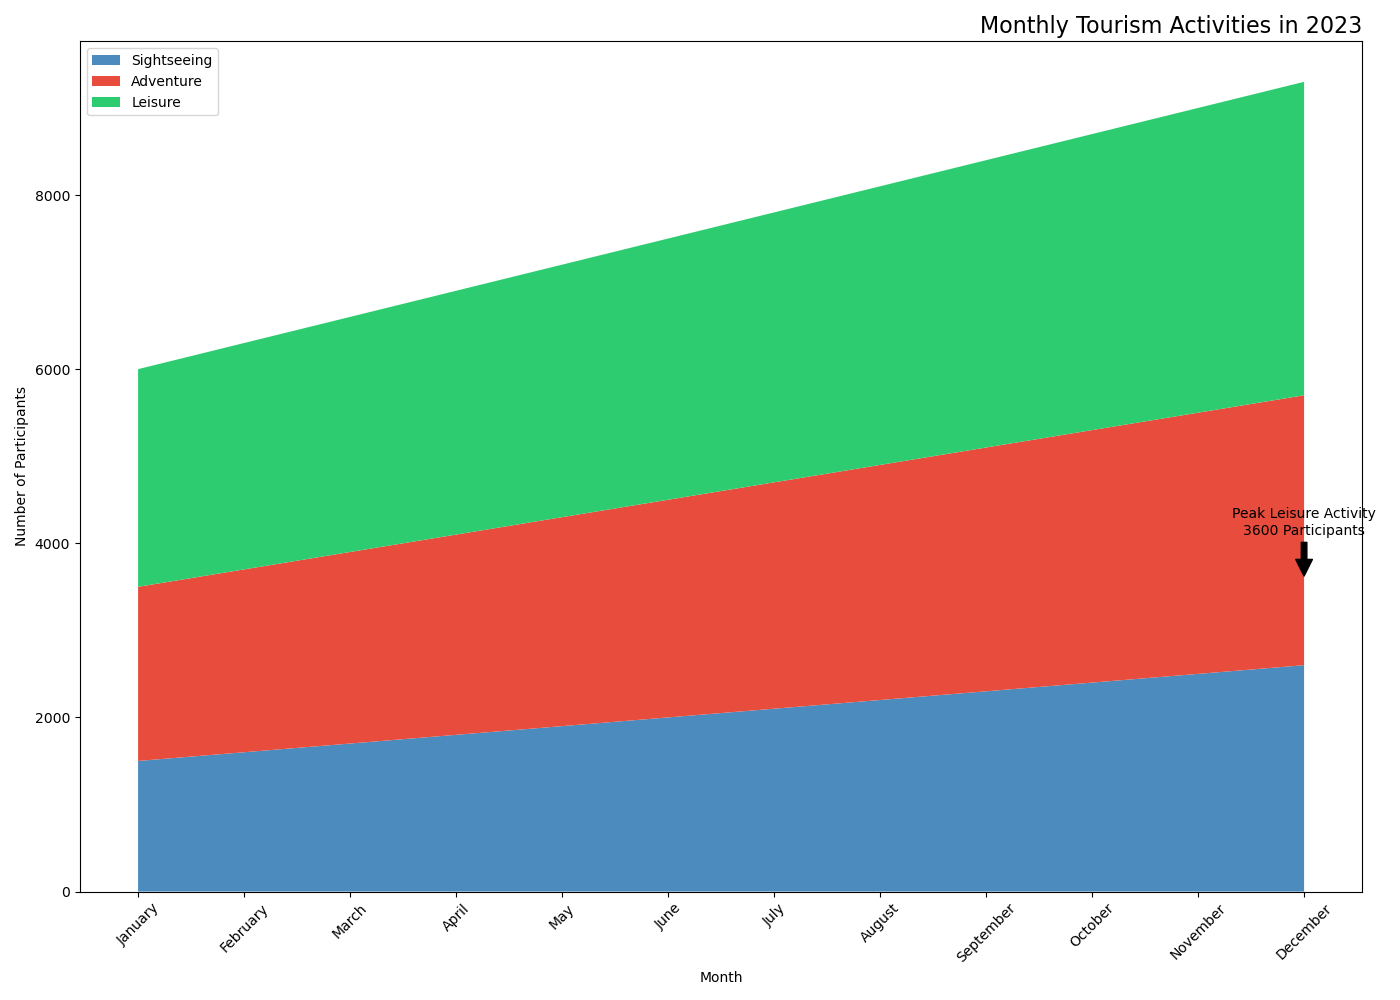 Monthly Tourism Activities in 2023
Sightseeing
Adventure
Leisure
8000
6000
4000
2000
0
Number of Participants
Peak Leisure Activity
3600 Participants
January
February
March
April
May
June
July
August
September
October
November
December
Month